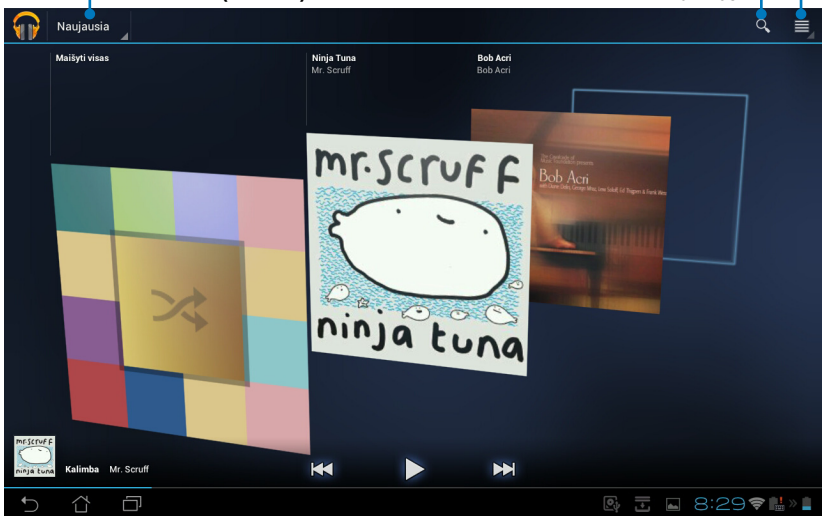 Naujausia
Maišyti visas
Ninja Tuna
Mr. Scruff
Bob Acri
Bob Acri
mr.scruff
ninja tuna
Bob Acri
mr.scruff
ninja tuna
Kalimba Mr. Scruff
8:29